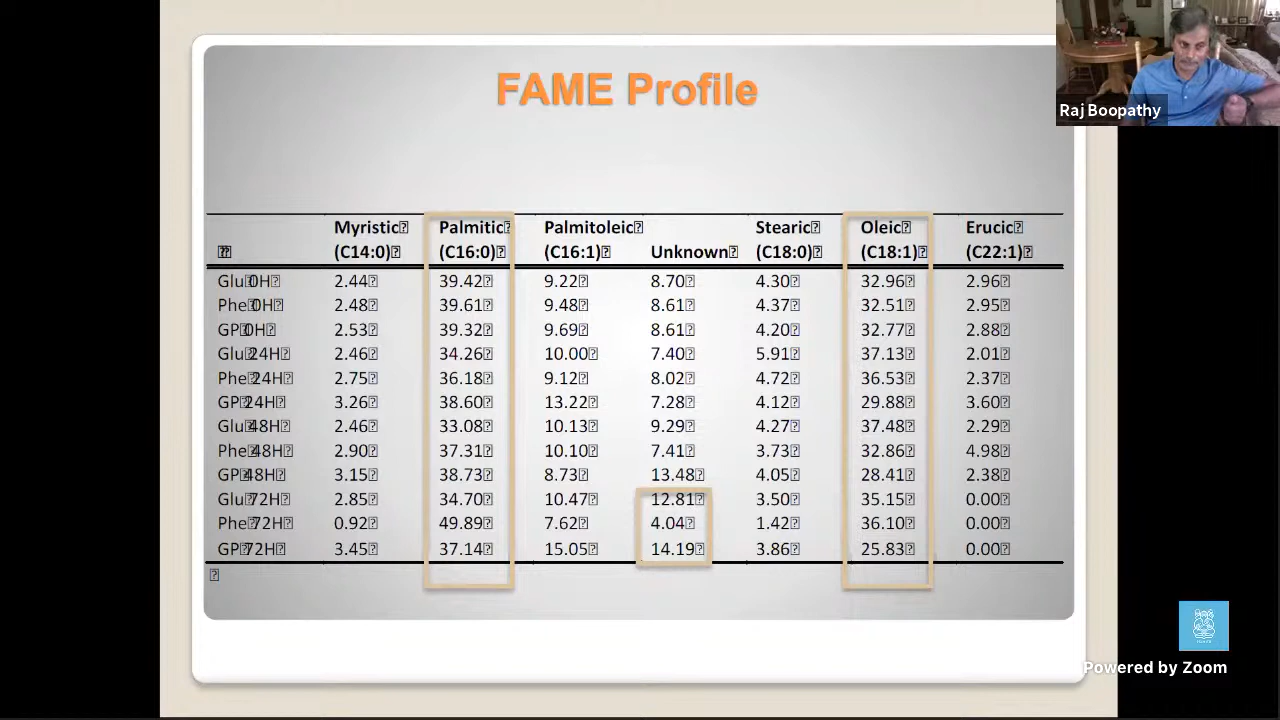 FAME Profile
Raj Boopathy
Myristic Palmitic Palmitoleic Stearic Oleic Erucic
(C14:0) (C16:0) (C16:1) Unknown (C18:0) (C18:1) (C22:1)
Glu 0H 2.44 39.42 9.22 8.70 4.30 32.96 2.96
Phe 0H 2.48 39.61 9.48 8.61 4.37 32.51 2.95
GP 0H 2.53 39.32 9.69 8.61 4.20 32.77 2.88
Glu 24H 2.46 34.26 10.00 7.40 5.91 37.13 2.01
Phe 24H 2.75 36.18 9.12 8.02 4.72 36.53 2.37
GP 24H 3.26 38.60 13.22 7.28 4.12 29.88 3.60
Glu 48H 2.46 33.08 10.13 9.29 4.27 37.48 2.29
Phe 48H 2.90 37.31 10.10 7.41 3.73 32.86 4.98
GP 48H 3.15 38.73 8.73 13.48 4.05 28.41 2.38
Glu 72H 2.85 34.70 10.47 12.81 3.50 35.15 0.00
Phe 72H 0.92 49.89 7.62 4.04 1.42 36.10 0.00
GP 72H 3.45 37.14 15.05 14.19 3.86 25.83 0.00
Powered by Zoom